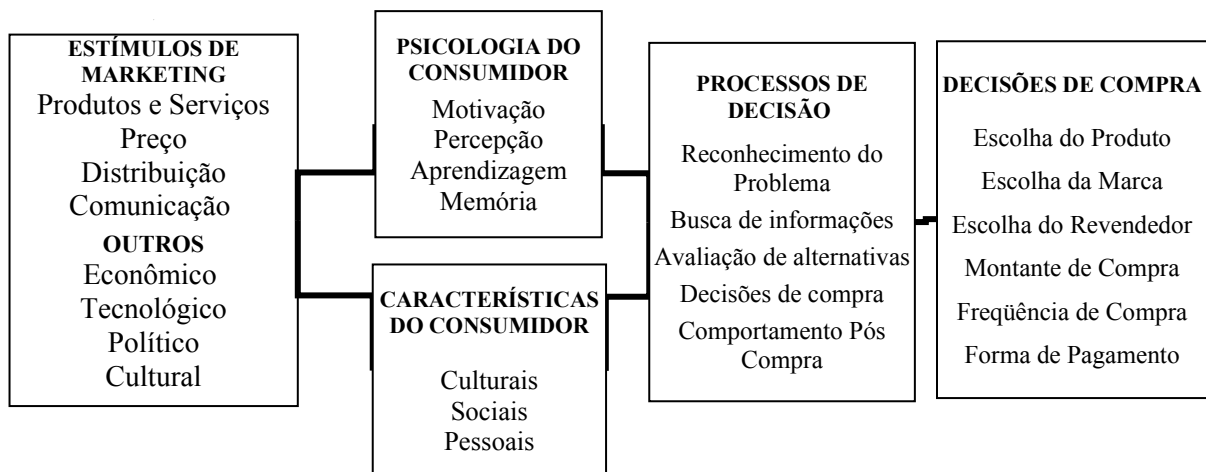 ESTÍMULOS DE
MARKETING
Produtos e Serviços
Preço
Distribuição
Comunicação
OUTROS
Econômico
Tecnológico
Político
Cultural
PSICOLOGIA DO
CONSUMIDOR
Motivação
Percepção
Aprendizagem
Memória
CARACTERÍSTICAS
DO CONSUMIDOR
Culturais
Sociais
Pessoais
PROCESSOS DE
DECISÃO
Reconhecimento do
Problema
Busca de informações
Avaliação de alternativas
Decisões de compra
Comportamento Pós
Compra
DECISÕES DE COMPRA
Escolha do Produto
Escolha da Marca
Escolha do Revendedor
Montante de Compra
Freqüência de Compra
Forma de Pagamento